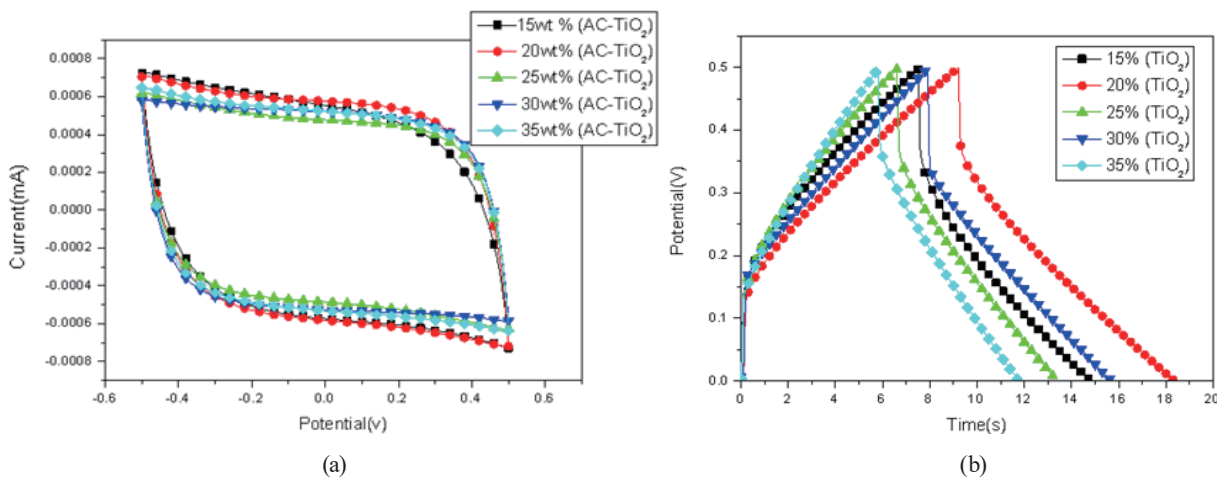 15wt % (AC-TiO₂)
20wt% (AC-TiO₂)
25wt% (AC-TiO₂)
30wt% (AC-TiO₂)
35wt% (AC-TiO₂)
0.0008
0.0006
0.0004
0.0002
0.0000
-0.0002
-0.0004
-0.0006
-0.0008
Current(mA)
-0.6
-0.4
-0.2
0.0
0.2
0.4
0.6
Potential(v)
(a)
15% (TiO₂)
20% (TiO₂)
25% (TiO₂)
30% (TiO₂)
35% (TiO₂)
0.5
0.4
0.3
0.2
0.1
0.0
Potential(V)
0
2
4
6
8
10
12
14
16
18
20
Time(s)
(b)